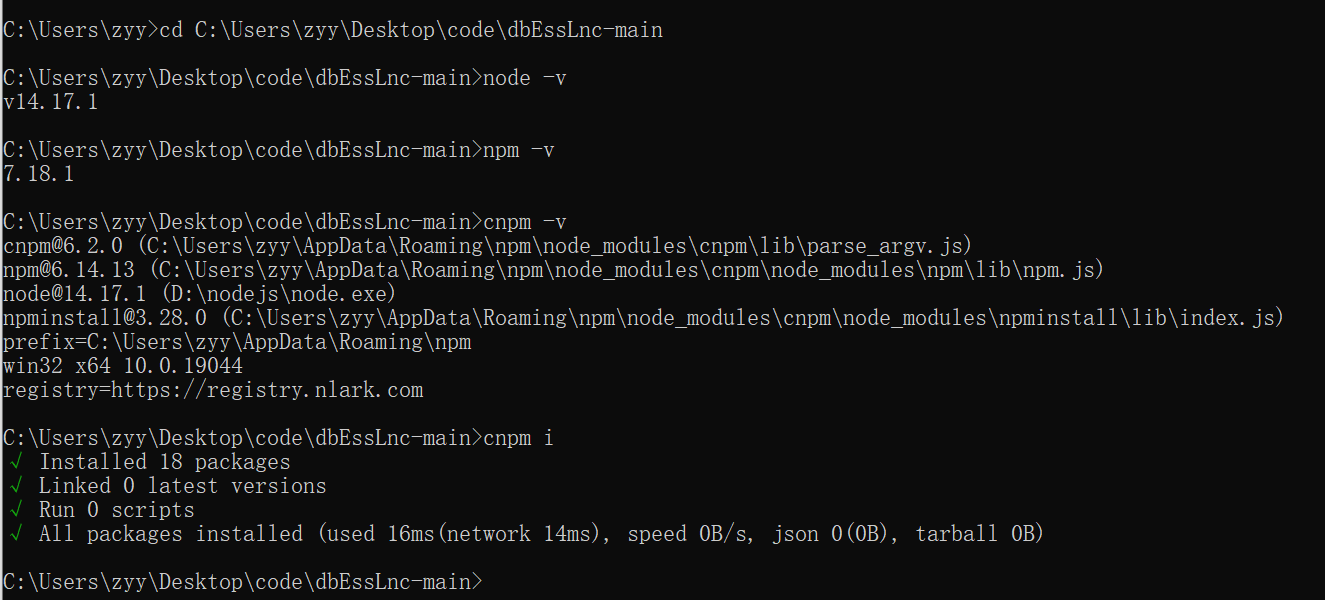 C:\Users\zyy>cd C:\Users\zyy\Desktop\code\dbEssLnc-main
C:\Users\zyy\Desktop\code\dbEssLnc-main>node -v
v14.17.1
C:\Users\zyy\Desktop\code\dbEssLnc-main>npm -v
7.18.1
C:\Users\zyy\Desktop\code\dbEssLnc-main>cnpm -v
cnpm@6.2.0 (C:\Users\zyy\AppData\Roaming\npm\node_modules\cnpm\lib\parse_argv.js)
npm@6.14.13 (C:\Users\zyy\AppData\Roaming\npm\node_modules\cnpm\node_modules\npm\lib\npm.js)
node@14.17.1 (D:\nodejs\node.exe)
npminstall@3.28.0 (C:\Users\zyy\AppData\Roaming\npm\node_modules\cnpm\node_modules\npminstall\lib\index.js)
prefix=C:\Users\zyy\AppData\Roaming\npm
win32 x64 10.0.19044
registry=https://registry.nlark.com
C:\Users\zyy\Desktop\code\dbEssLnc-main>cnpm i
√ Installed 18 packages
√ Linked 0 latest versions
√ Run 0 scripts
√ All packages installed (used 16ms(network 14ms), speed 0B/s, json 0(0B), tarball 0B)
C:\Users\zyy\Desktop\code\dbEssLnc-main>